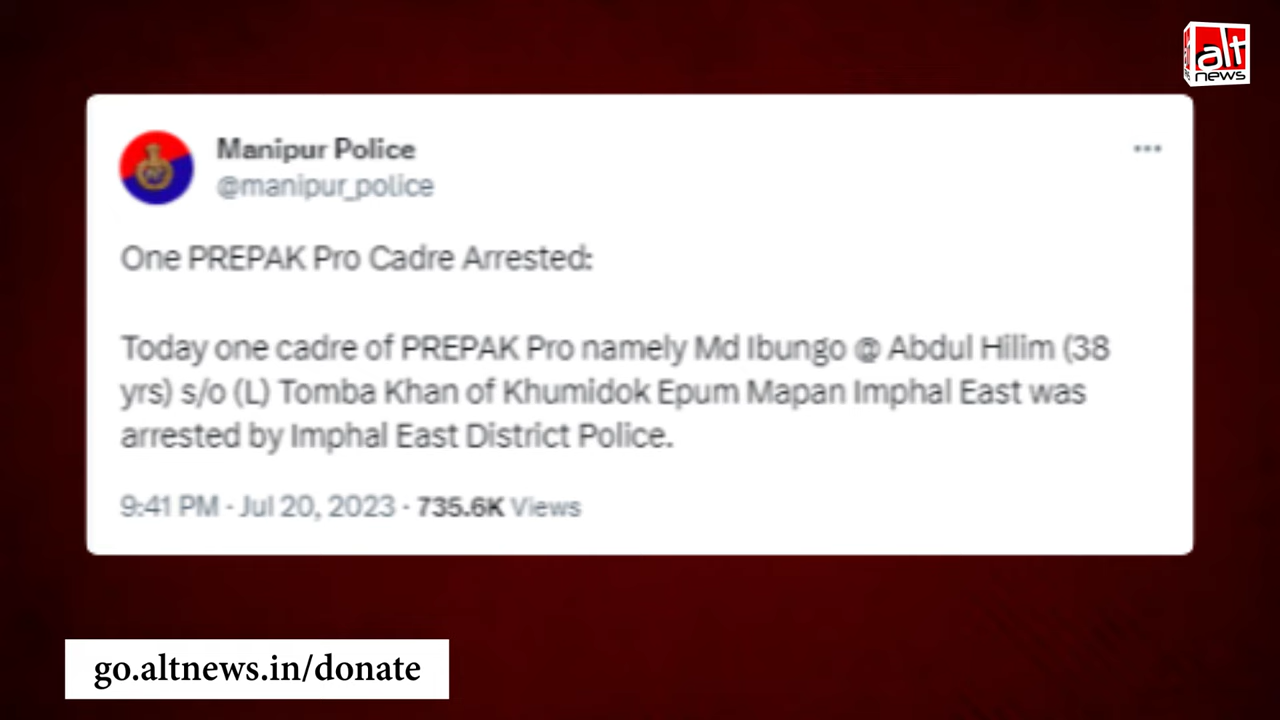 alt
news
Manipur Police
@manipur_police
One PREPAK Pro Cadre Arrested:
Today one cadre of PREPAK Pro namely Md Ibungo @ Abdul Hilim (38
yrs) s/o (L) Tomba Khan of Khumidok Epum Mapan Imphal East was
arrested by Imphal East District Police.
9:41 PM · Jul 20, 2023 · 735.6K Views
go.altnews.in/donate